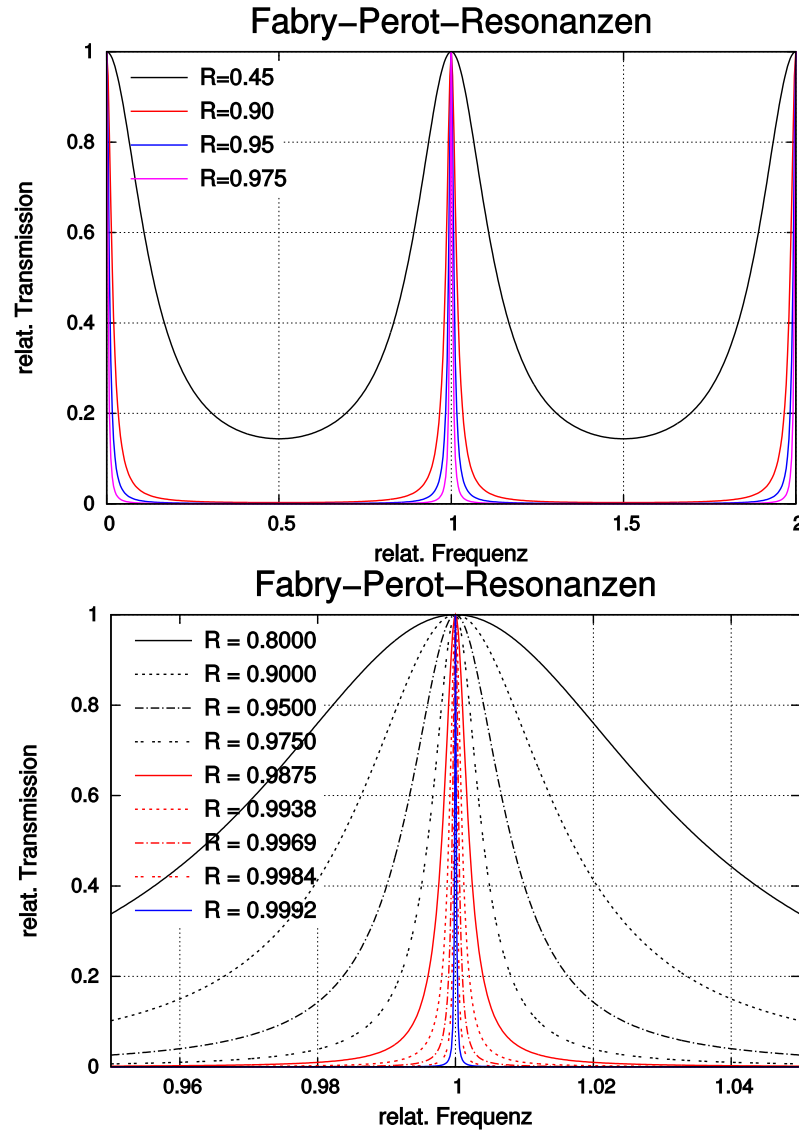 Fabry−Perot−Resonanzen
1
R=0.45
R=0.90
0.8
R=0.95
R=0.975
0.6
relat. Transmission
0.4
0.2
0
0 0.5 1 1.5 2
relat. Frequenz
Fabry−Perot−Resonanzen
1
R = 0.8000
R = 0.9000
0.8
R = 0.9500
R = 0.9750
R = 0.9875
0.6
R = 0.9938
relat. Transmission
R = 0.9969
R = 0.9984
0.4
R = 0.9992
0.2
0
0.96 0.98 1 1.02 1.04
relat. Frequenz